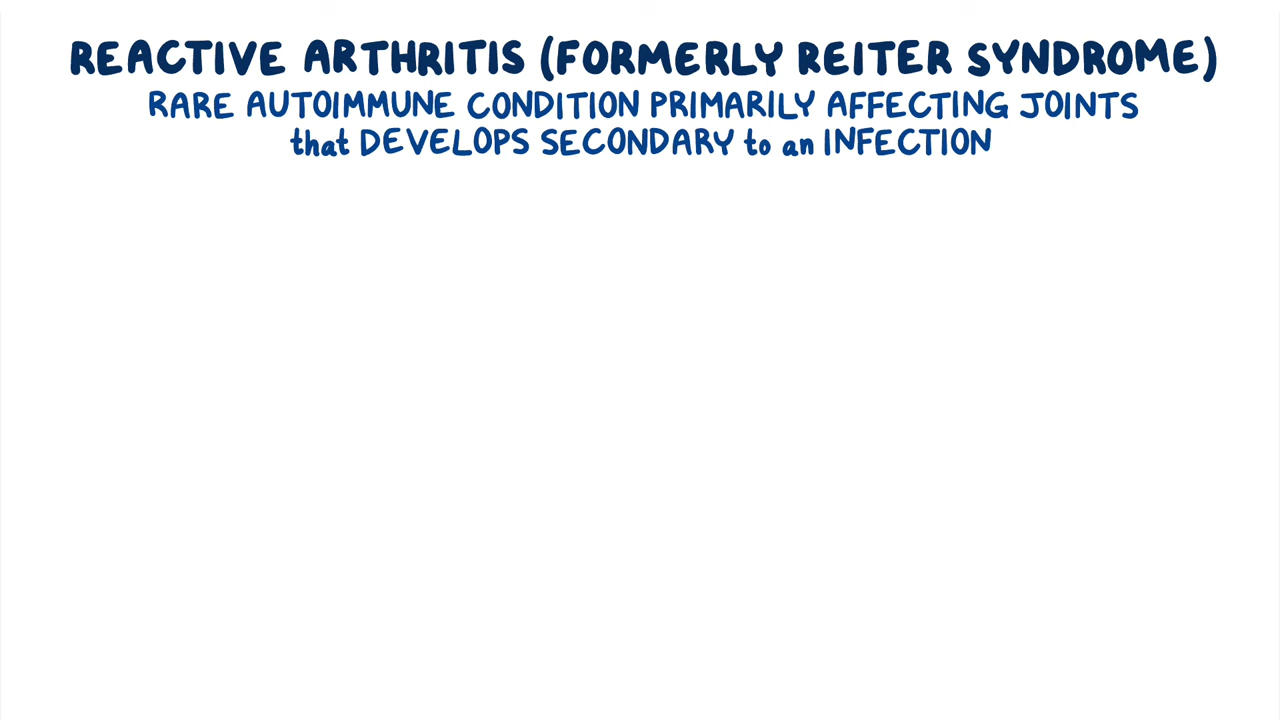 REACTIVE ARTHRITIS (FORMERLY REITER SYNDROME)
RARE AUTOIMMUNE CONDITION PRIMARILY AFFECTING JOINTS
that DEVELOPS SECONDARY to an INFECTION